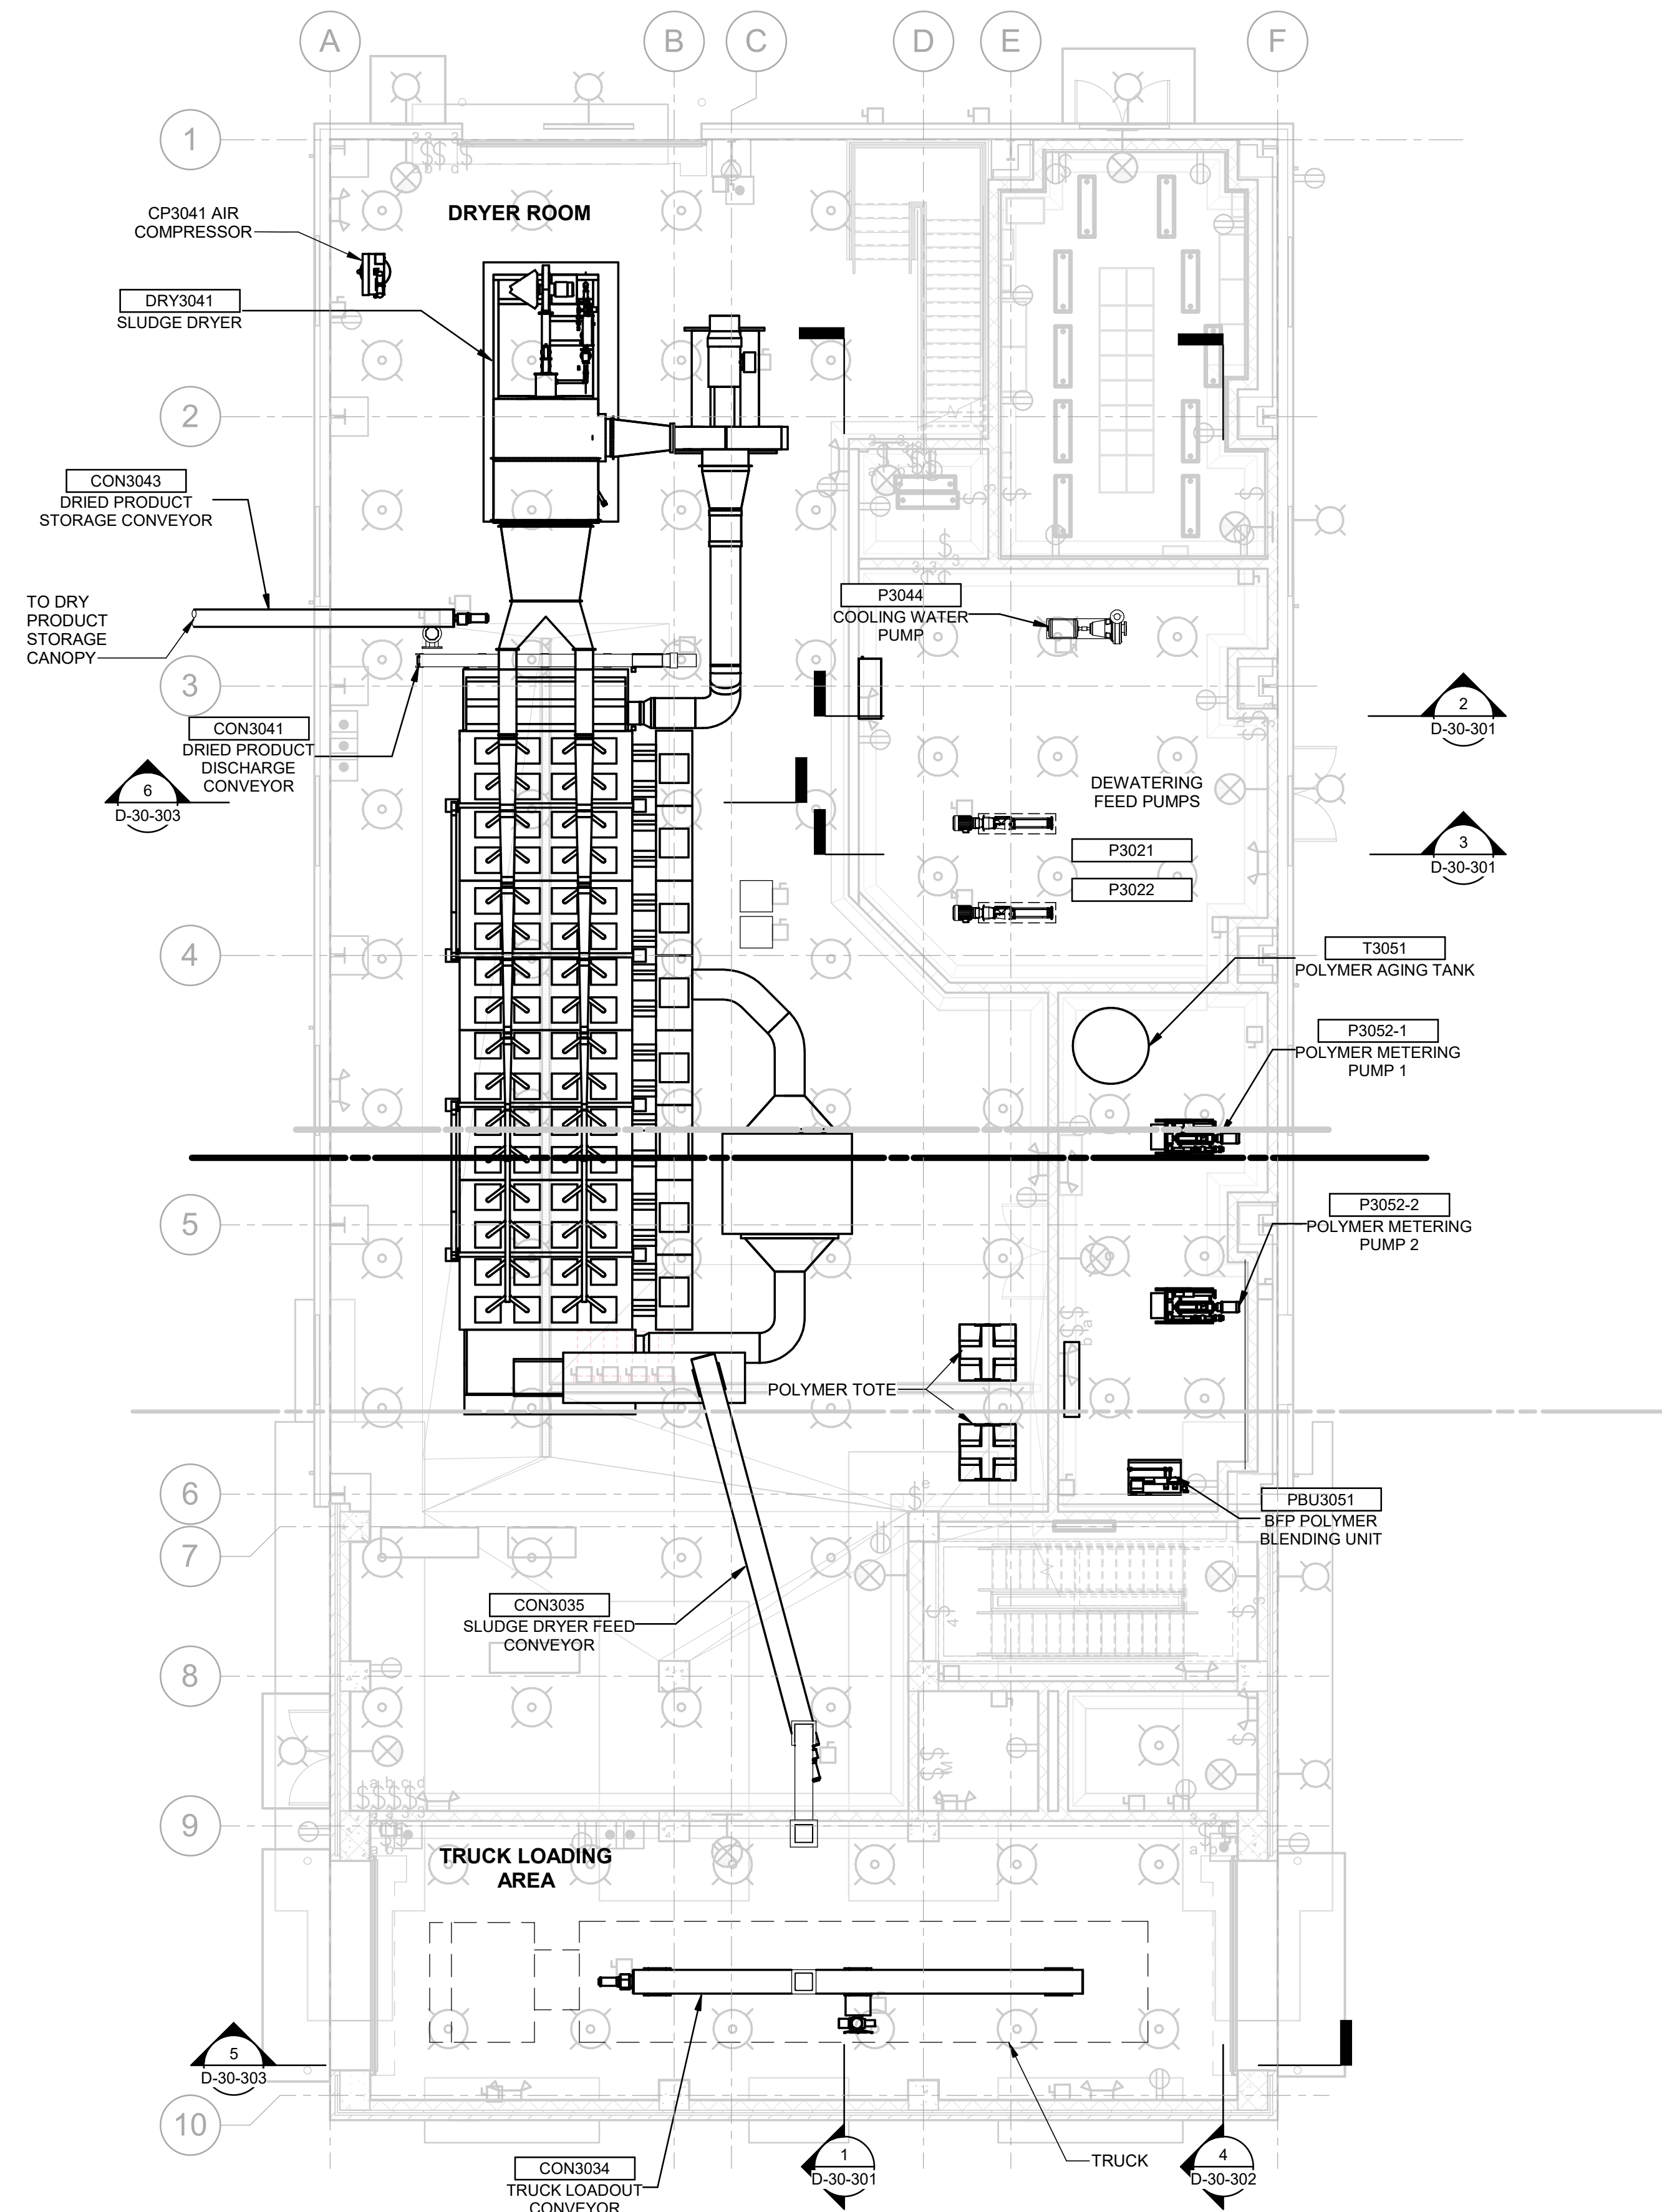 A
B
C
D
E
F
1
2
3
4
5
6
7
8
9
10
DRYER ROOM
CP3041 AIR
COMPRESSOR
DRY3041
SLUDGE DRYER
CON3043
DRIED PRODUCT
STORAGE CONVEYOR
TO DRY
PRODUCT
STORAGE
CANOPY
CON3041
DRIED PRODUCT
DISCHARGE
CONVEYOR
6
D-30-303
P3044
COOLING WATER
PUMP
2
D-30-301
DEWATERING
FEED PUMPS
P3021
P3022
3
D-30-301
T3051
POLYMER AGING TANK
P3052-1
POLYMER METERING
PUMP 1
P3052-2
POLYMER METERING
PUMP 2
POLYMER TOTE
PBU3051
BFP POLYMER
BLENDING UNIT
CON3035
SLUDGE DRYER FEED
CONVEYOR
TRUCK LOADING
AREA
5
D-30-303
CON3034
TRUCK LOADOUT
CONVEYOR
1
D-30-301
TRUCK
4
D-30-302